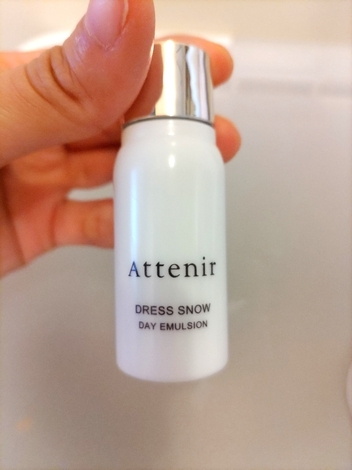 Attenir
DRESS SNOW
DAY EMULSION